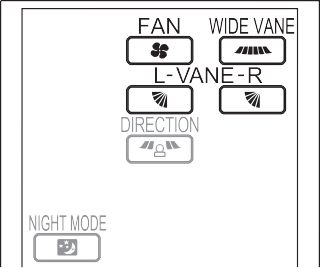 FAN WIDE VANE
L-VANE-R
DIRECTION
NIGHT MODE